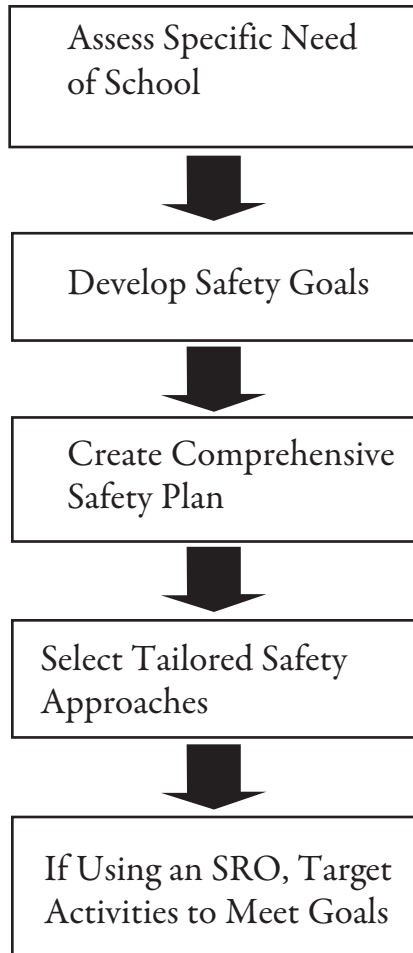 Assess Specific Need
of School
Develop Safety Goals
Create Comprehensive
Safety Plan
Select Tailored Safety
Approaches
If Using an SRO, Target
Activities to Meet Goals